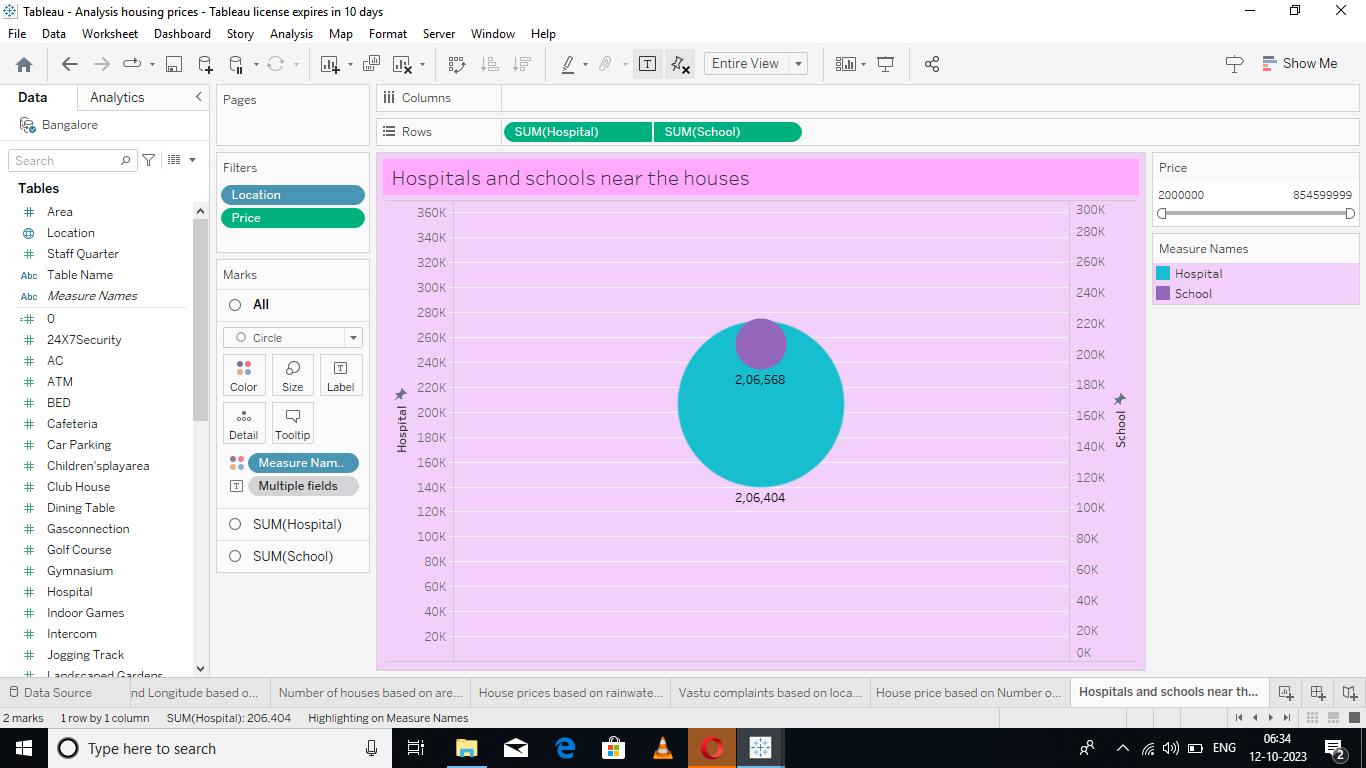 Tableau - Analysis housing prices - Tableau license expires in 10 days
File Data Worksheet Dashboard Story Analysis Map Format Server Window Help
Entire View
Show Me
Data Analytics
Bangalore
Search
Tables
Area
Location
Staff Quarter
Abc Table Name
Abc Measure Names
0
24X7Security
AC
ATM
BED
Cafeteria
Car Parking
Children'splayarea
Club House
Dining Table
Gasconnection
Golf Course
Gymnasium
Hospital
Indoor Games
Intercom
Jogging Track
Landscaped Gardens
Pages
Filters
Location
Price
Marks
All
Circle
Color Size Label
Detail Tooltip
Measure Nam..
Multiple fields
SUM(Hospital)
SUM(School)
Columns
Rows SUM(Hospital) SUM(School)
Hospitals and schools near the houses
Hospital
360K
340K
320K
300K
280K
260K
240K
220K
200K
180K
160K
140K
120K
100K
80K
60K
40K
20K
2,06,568
2,06,404
300K
280K
260K
240K
220K
200K
180K
160K
140K
120K
100K
80K
60K
40K
20K
0K
School
Price
2000000 854599999
Measure Names
Hospital
School
Data Source nd Longitude based o... Number of houses based on are... House prices based on rainwate... Vastu complaints based on loca... House price based on Number o... Hospitals and schools near th...
2 marks 1 row by 1 column SUM(Hospital): 206,404 Highlighting on Measure Names
Type here to search
ENG
06:34
12-10-2023
2